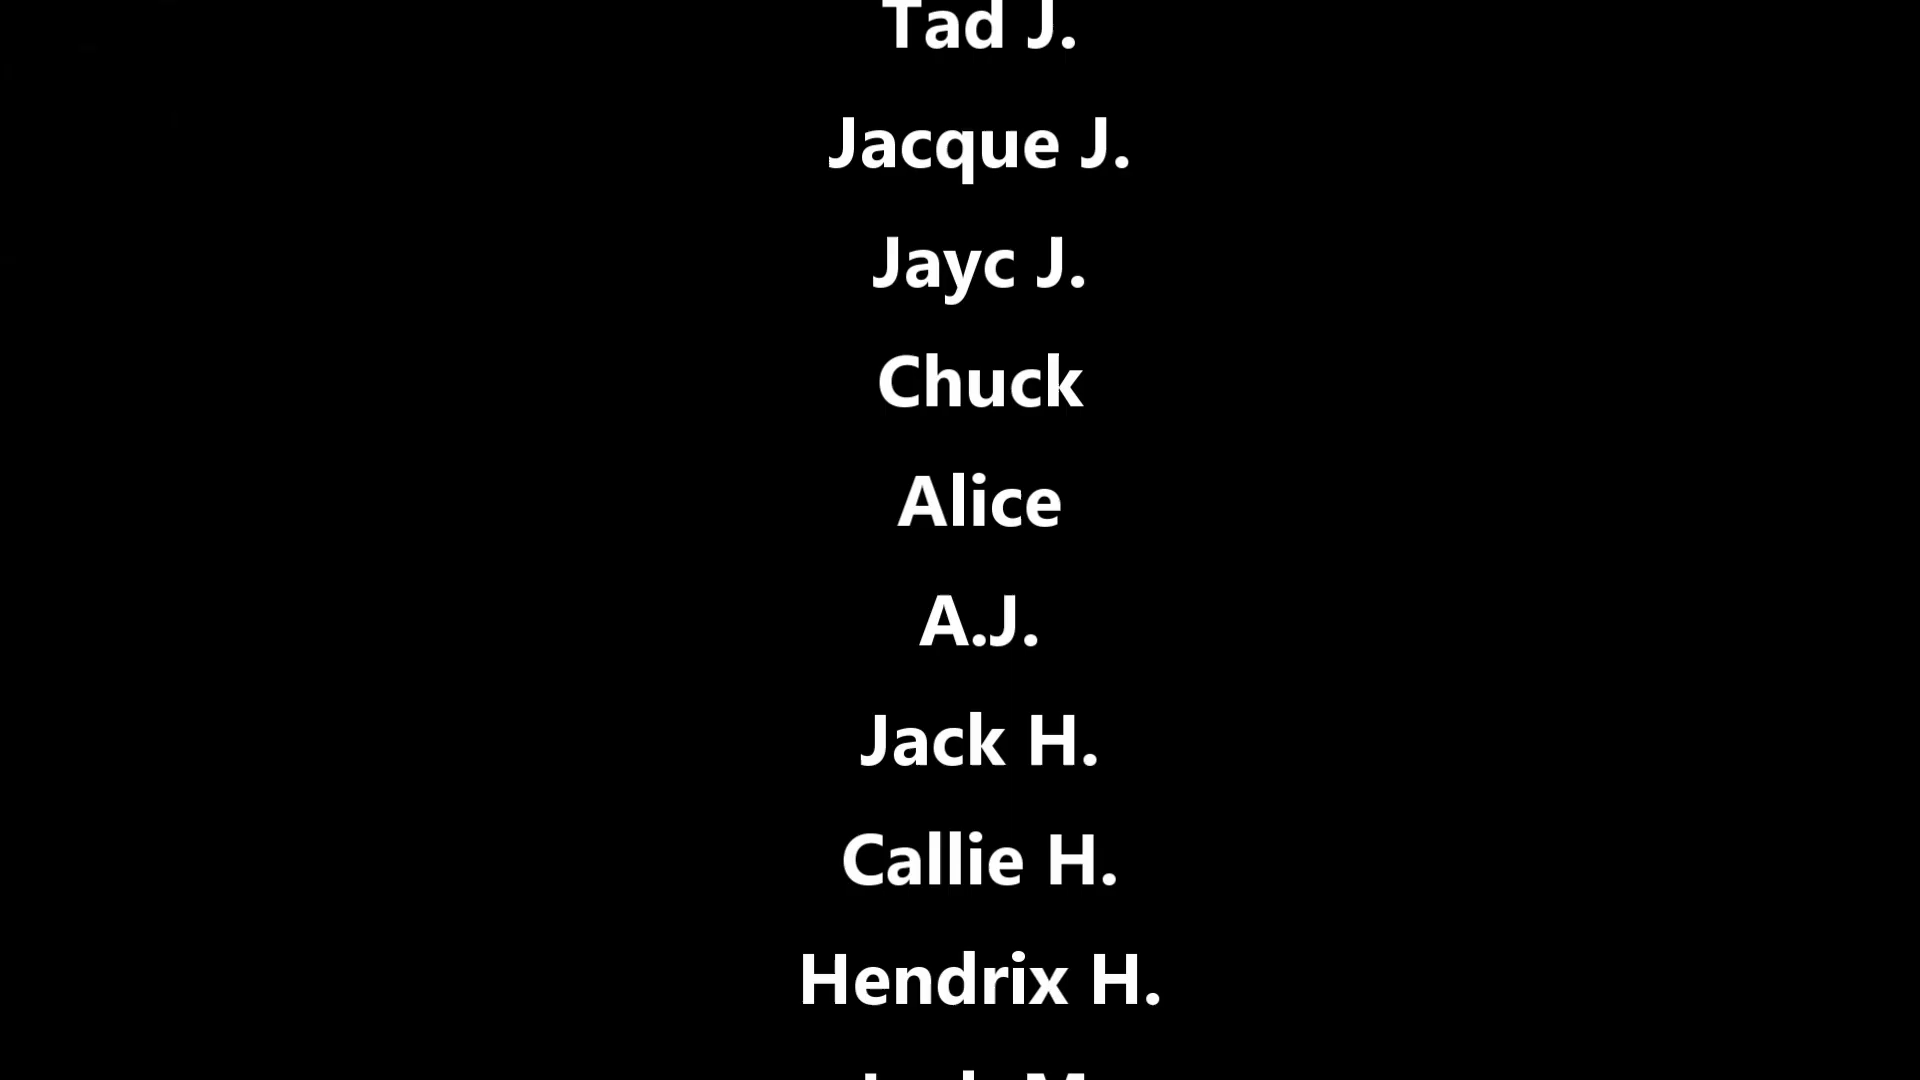 Tad J.
Jacque J.
Jayc J.
Chuck
Alice
A.J.
Jack H.
Callie H.
Hendrix H.